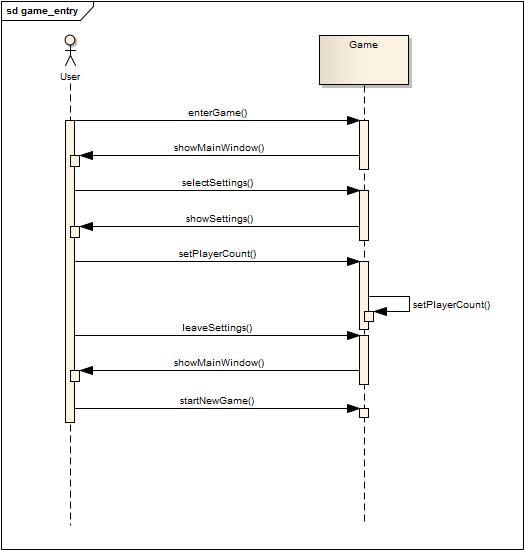 sd game_entry
Game
User
enterGame()
showMainWindow()
selectSettings()
showSettings()
setPlayerCount()
setPlayerCount()
leaveSettings()
showMainWindow()
startNewGame()